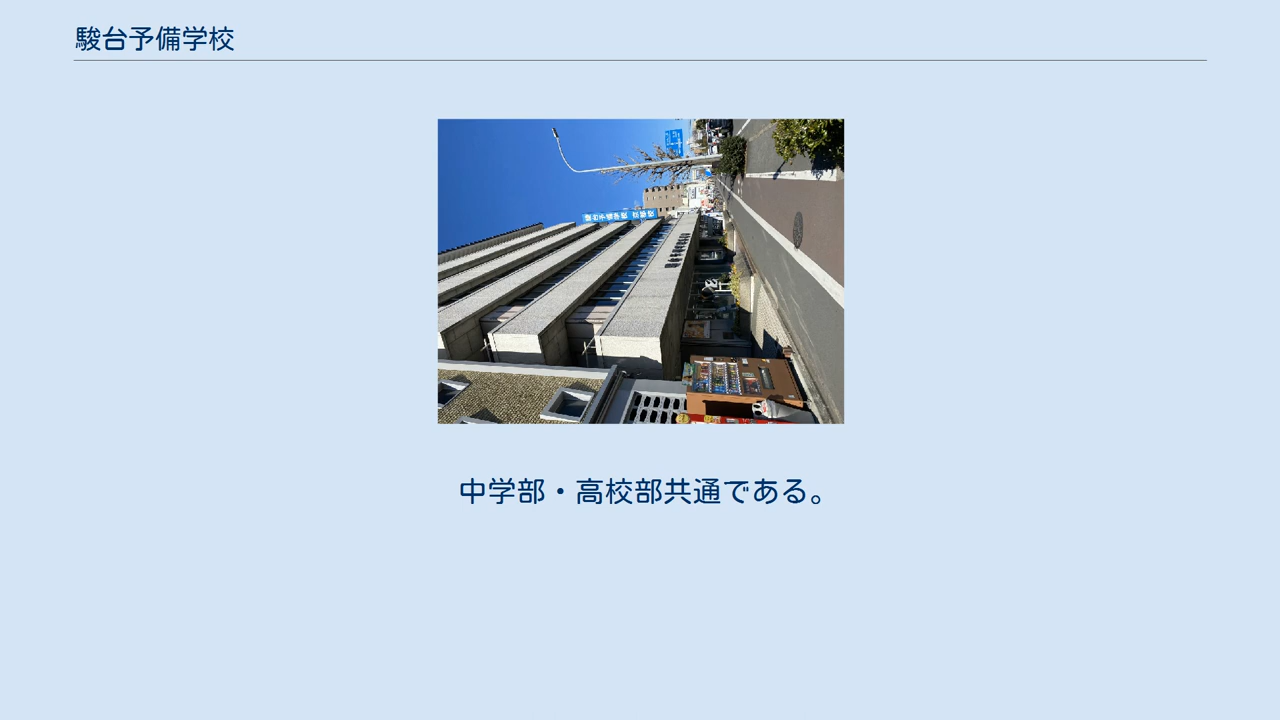 駿台予備学校
中学部・高校部共通である。